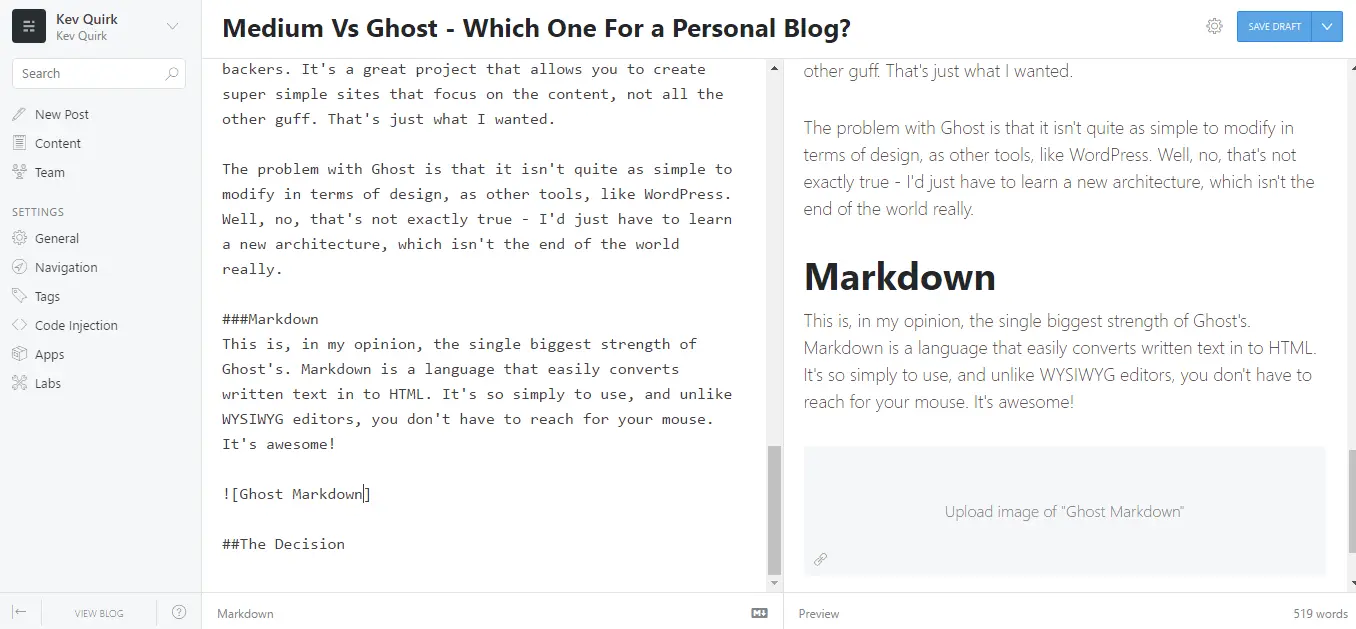 Kev Quirk
Kev Quirk
Search
New Post
Content
Team
SETTINGS
General
Navigation
Tags
Code Injection
Apps
Labs
VIEW BLOG
?
Medium Vs Ghost - Which One For a Personal Blog?
SAVE DRAFT
backers. It's a great project that allows you to create
super simple sites that focus on the content, not all the
other guff. That's just what I wanted.
The problem with Ghost is that it isn't quite as simple to
modify in terms of design, as other tools, like WordPress.
Well, no, that's not exactly true - I'd just have to learn
a new architecture, which isn't the end of the world
really.
###Markdown
This is, in my opinion, the single biggest strength of
Ghost's. Markdown is a language that easily converts
written text in to HTML. It's so simply to use, and unlike
WYSIWYG editors, you don't have to reach for your mouse.
It's awesome!
![Ghost Markdown]
##The Decision
Markdown
M
other guff. That's just what I wanted.
The problem with Ghost is that it isn't quite as simple to modify in
terms of design, as other tools, like WordPress. Well, no, that's not
exactly true - I'd just have to learn a new architecture, which isn't the
end of the world really.
Markdown
This is, in my opinion, the single biggest strength of Ghost's.
Markdown is a language that easily converts written text in to HTML.
It's so simply to use, and unlike WYSIWYG editors, you don't have to
reach for your mouse. It's awesome!
Upload image of "Ghost Markdown"
Preview
519 words